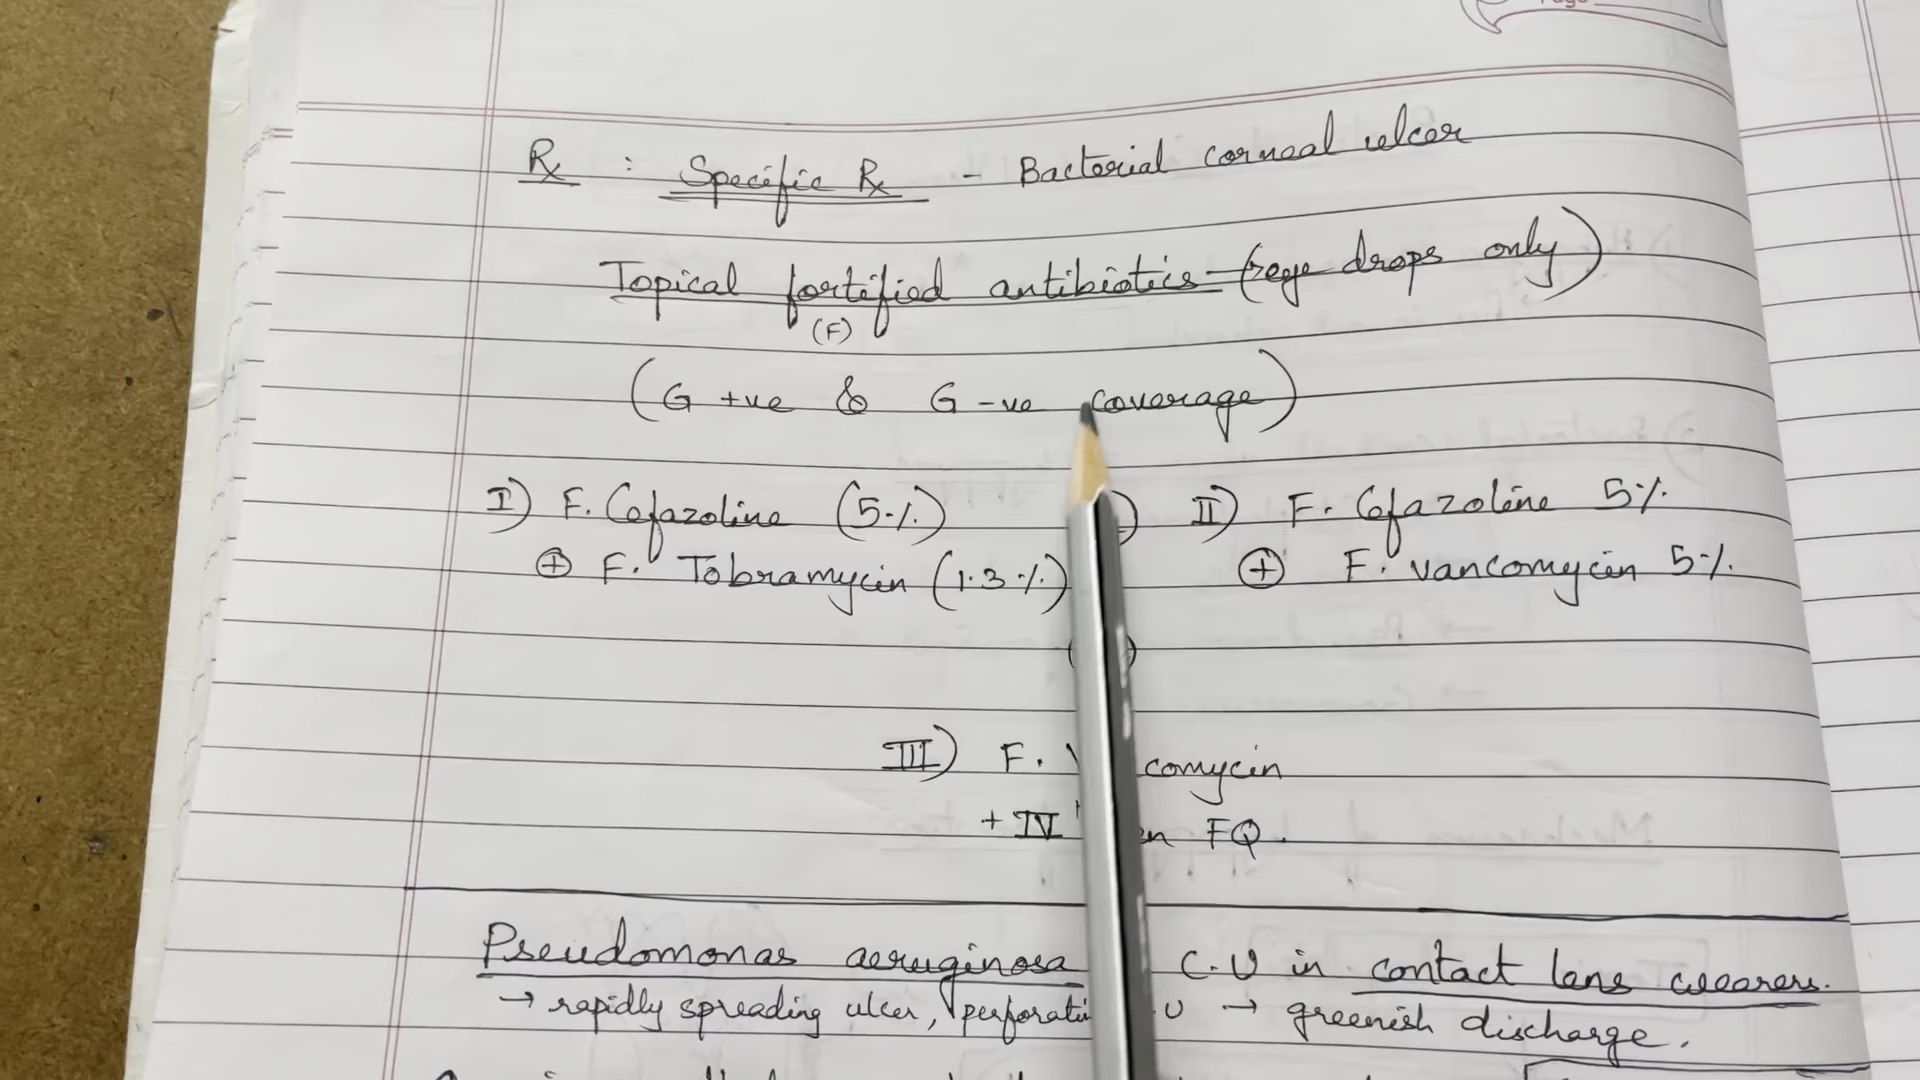 Rx : Specific Rx - Bacterial corneal ulcer
Topical fortified antibiotics (eye drops only)
(F)
(G +ve & G -ve coverage)
I) F. Cefazoline (5%) II) F. Cefazoline 5%
⊕ F. Tobramycin (1.3%) ⊕ F. vancomycin 5%
III) F.
+ IV FQ.
Pseudomonas aeruginosa C.U in contact lens wearers.
→ rapidly spreading ulcer, → greenish discharge.